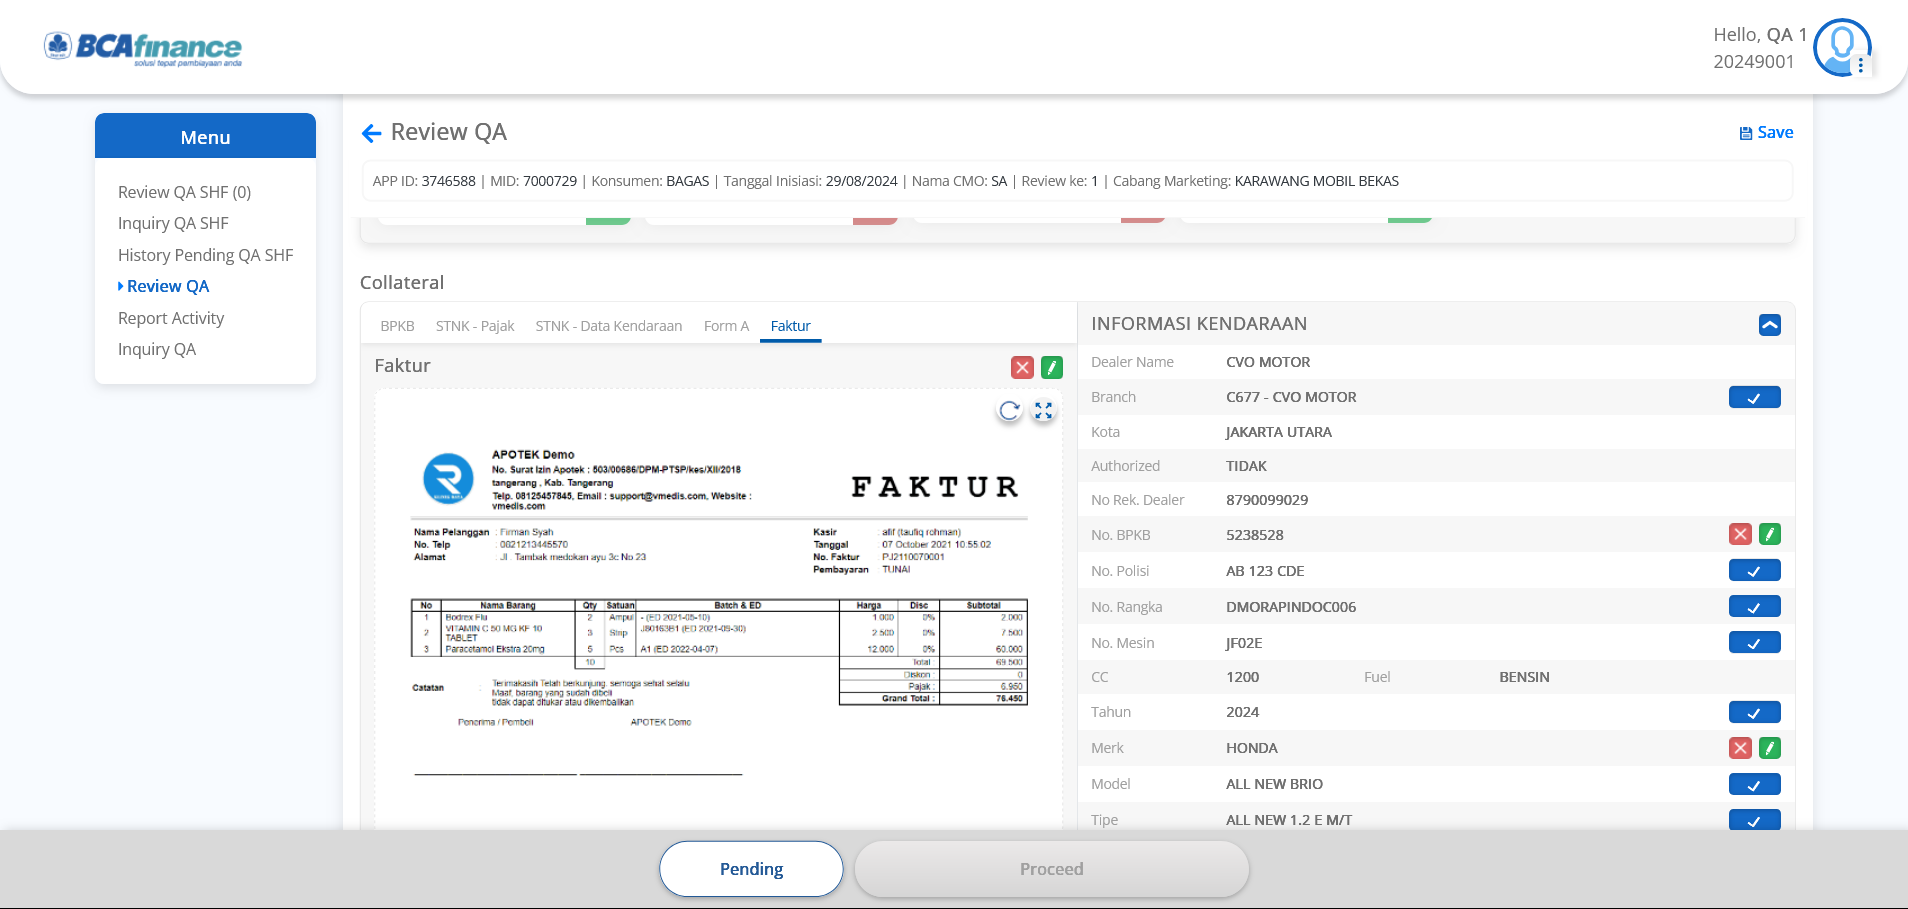 BCAfinance
solusi tepat pembiayaan anda
Hello, QA 1
20249001
Menu
Review QA SHF (0)
Inquiry QA SHF
History Pending QA SHF
Review QA
Report Activity
Inquiry QA
Review QA
Save
APP ID: 3746588 | MID: 7000729 | Konsumen: BAGAS | Tanggal Inisiasi: 29/08/2024 | Nama CMO: SA | Review ke: 1 | Cabang Marketing: KARAWANG MOBIL BEKAS
Collateral
BPKB STNK - Pajak STNK - Data Kendaraan Form A Faktur
Faktur
APOTEK Demo
No. Surat Izin Apotek : 503/00686/DPM-PTSP/kes/XII/2018
tangerang , Kab. Tangerang
Telp. 08125457845, Email : support@vmedis.com, Website :
vmedis.com
FAKTUR
Nama Pelanggan : Firman Syah
No. Telp : 0821213445570
Alamat : Jl . Tambak medokan ayu 3c No 23
Kasir : afif (taufiq rohman)
Tanggal : 07 October 2021 10:55:02
No. Faktur : PJ2110070001
Pembayaran : TUNAI
No Nama Barang Qty Satuan Batch & ED Harga Disc Subtotal
1 Bodrex Flu 2 Ampul - (ED 2021-05-10) 1.000 0% 2.000
2 VITAMIN C 50 MG KF 10 TABLET 3 Strip J80163B1 (ED 2021-09-30) 2.500 0% 7.500
3 Paracetamol Ekstra 20mg 5 Pcs A1 (ED 2022-04-07) 12.000 0% 60.000
10 Total : 69.500
Diskon : 0
Pajak : 6.950
Grand Total : 76.450
Catatan : Terimakasih Telah berkunjung, semoga sehat selalu
Maaf, barang yang sudah dibeli
tidak dapat ditukar atau dikembalikan
Penerima / Pembeli APOTEK Demo
INFORMASI KENDARAAN
Dealer Name CVO MOTOR
Branch C677 - CVO MOTOR
Kota JAKARTA UTARA
Authorized TIDAK
No Rek. Dealer 8790099029
No. BPKB 5238528
No. Polisi AB 123 CDE
No. Rangka DMORAPINDOC006
No. Mesin JF02E
CC 1200 Fuel BENSIN
Tahun 2024
Merk HONDA
Model ALL NEW BRIO
Tipe ALL NEW 1.2 E M/T
Pending
Proceed